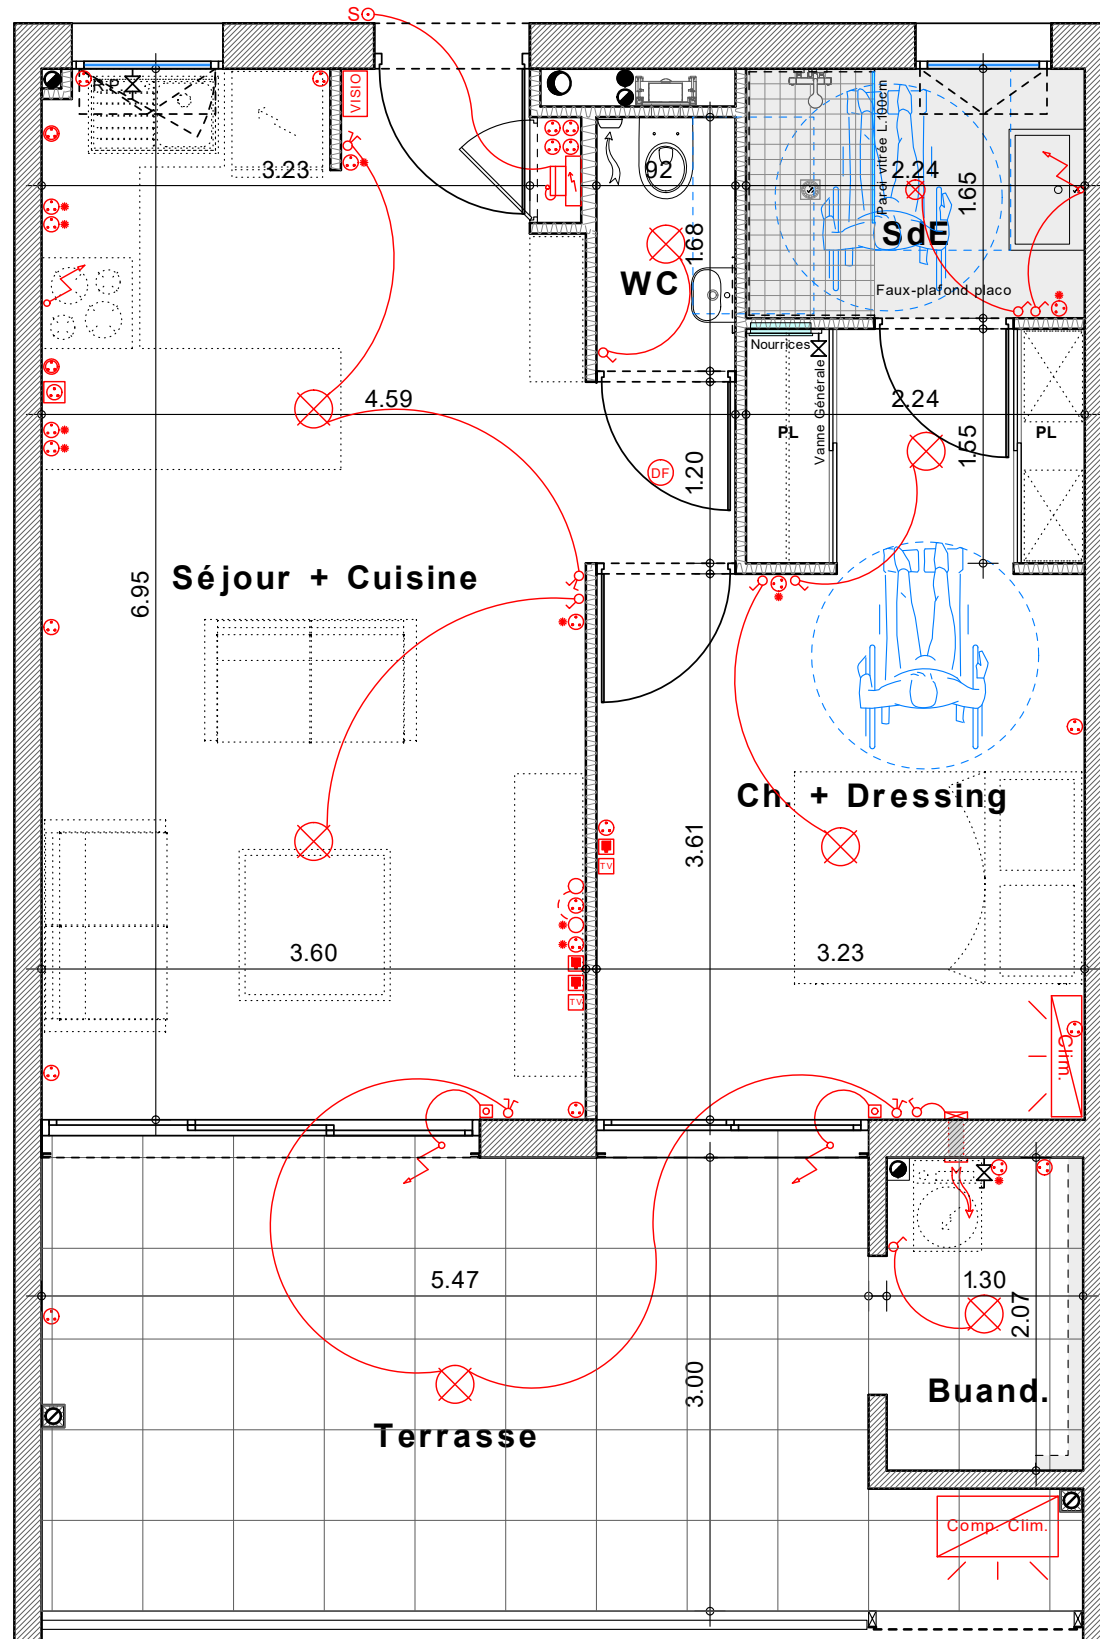 S
VISIO
R.P.
3.23
92
2.24
1.65
Paroi vitrée L.100cm
SdE
1.68
WC
Faux-plafond placo
Nourrices
Vanne Générale
4.59
2.24
PL
PL
1.55
DF
1.20
Séjour + Cuisine
6.95
Ch. + Dressing
3.61
TV
3.60
3.23
TV
Clim.
5.47
1.30
2.07
3.00
Buand.
Terrasse
Comp. Clim.